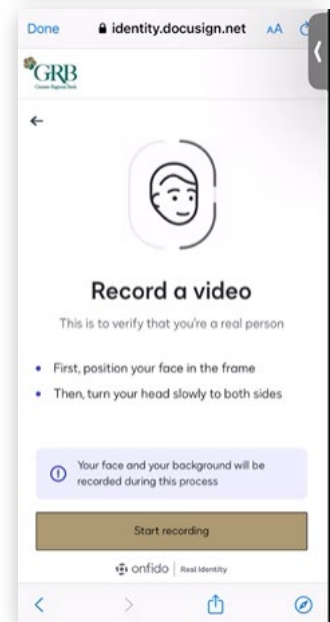 Done identity.docusign.net AA
GRB
Record a video
This is to verify that you're a real person
First, position your face in the frame
Then, turn your head slowly to both sides
Your face and your background will be
recorded during this process
Start recording
onfido | Real Identity